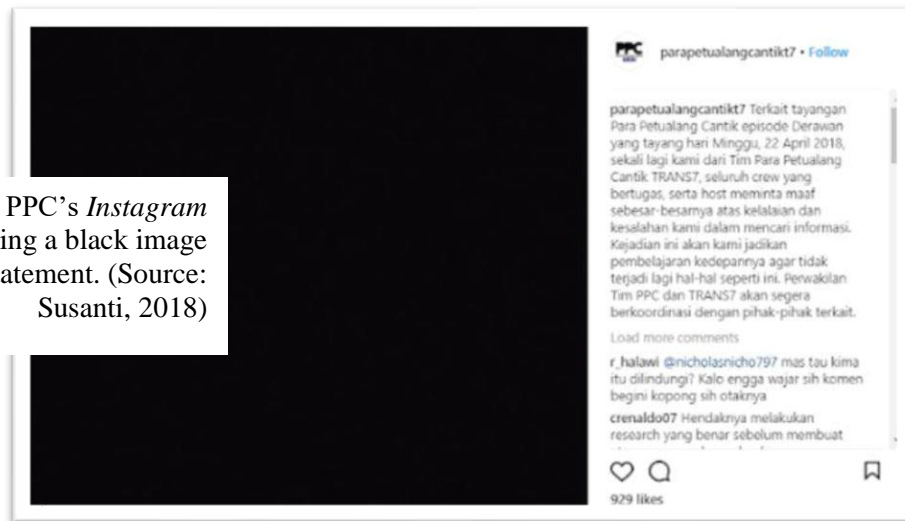 PPC's Instagram
ing a black image
atement. (Source:
Susanti, 2018)
PPC
parapetualangcantikt7 • Follow
parapetualangcantikt7 Terkait tayangan
Para Petualang Cantik episode Derawan
yang tayang hari Minggu, 22 April 2018,
sekali lagi kami dari Tim Para Petualang
Cantik TRANS7, seluruh crew yang
bertugas, serta host meminta maaf
sebesar-besarnya atas kelalaian dan
kesalahan kami dalam mencari informasi.
Kejadian ini akan kami jadikan
pembelajaran kedepannya agar tidak
terjadi lagi hal-hal seperti ini. Perwakilan
Tim PPC dan TRANS7 akan segera
berkoordinasi dengan pihak-pihak terkait.
Load more comments
r_halawi @nicholasnicho797 mas tau kima
itu dilindungi? Kalo engga wajar sih komen
begini kopong sih otaknya
crenaldo07 Hendaknya melakukan
research yang benar sebelum membuat
929 likes